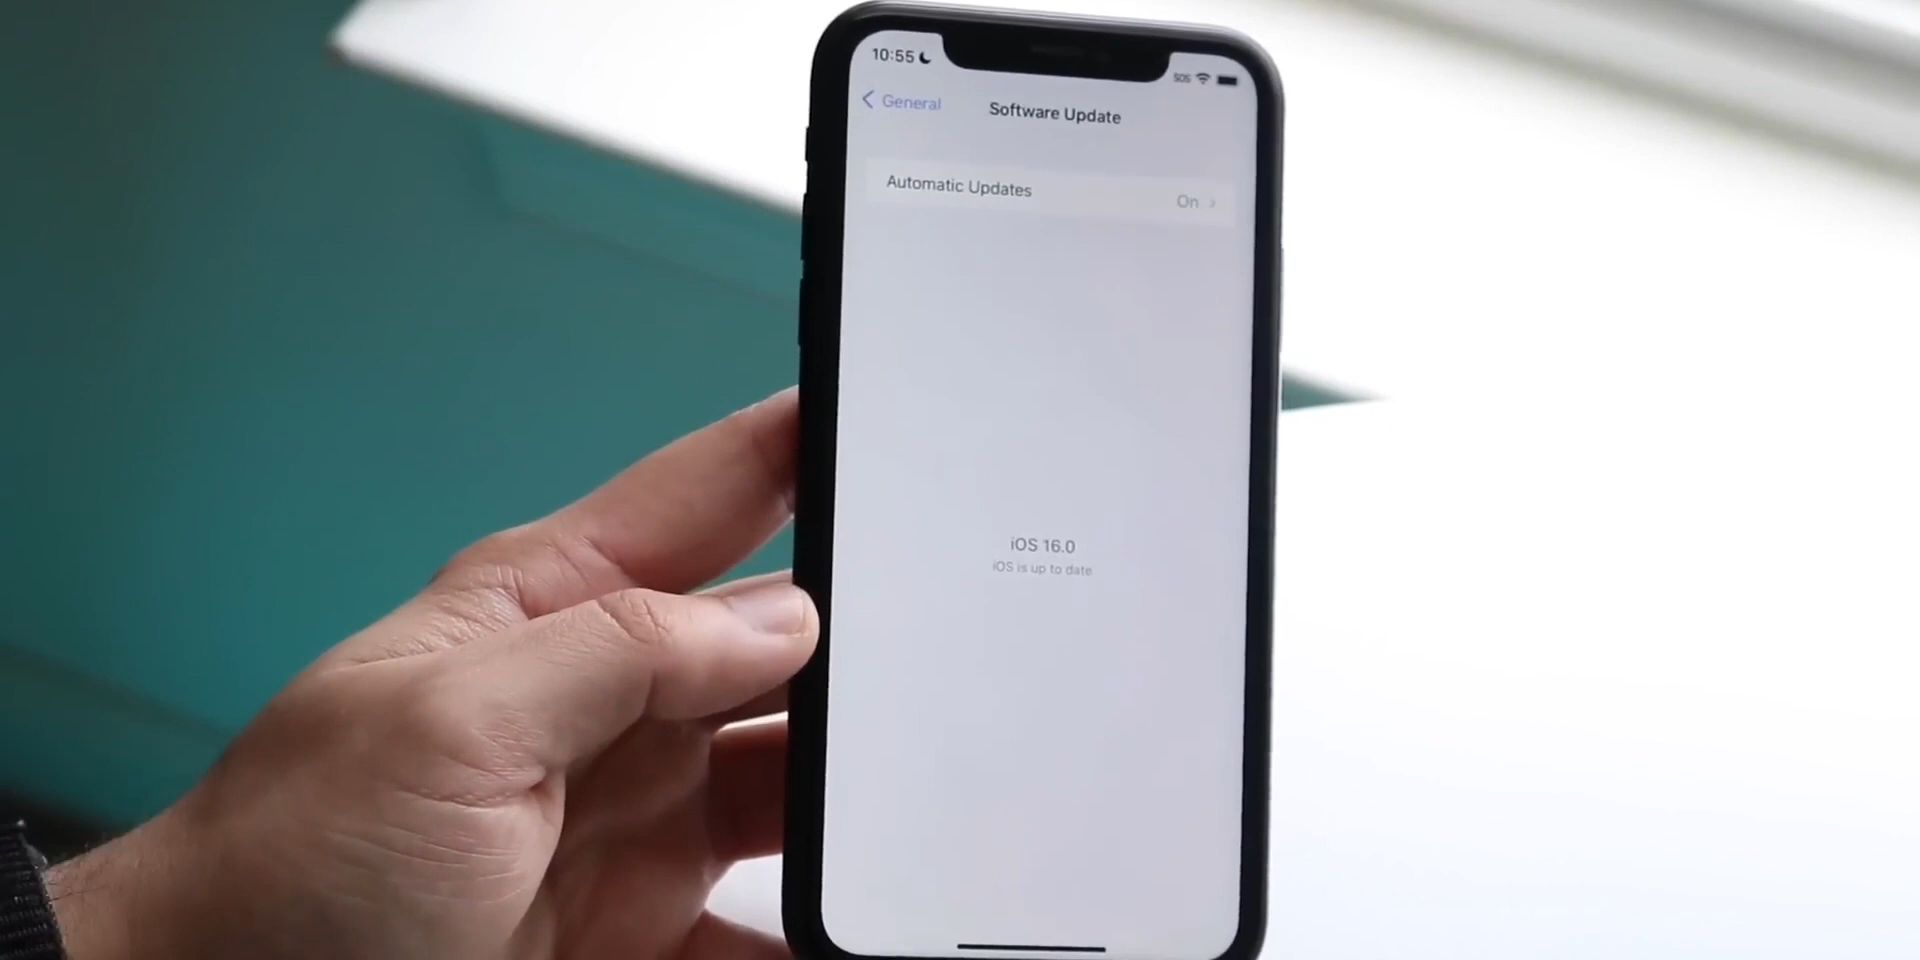 10:55
SOS
General
Software Update
Automatic Updates
On
iOS 16.0
iOS is up to date